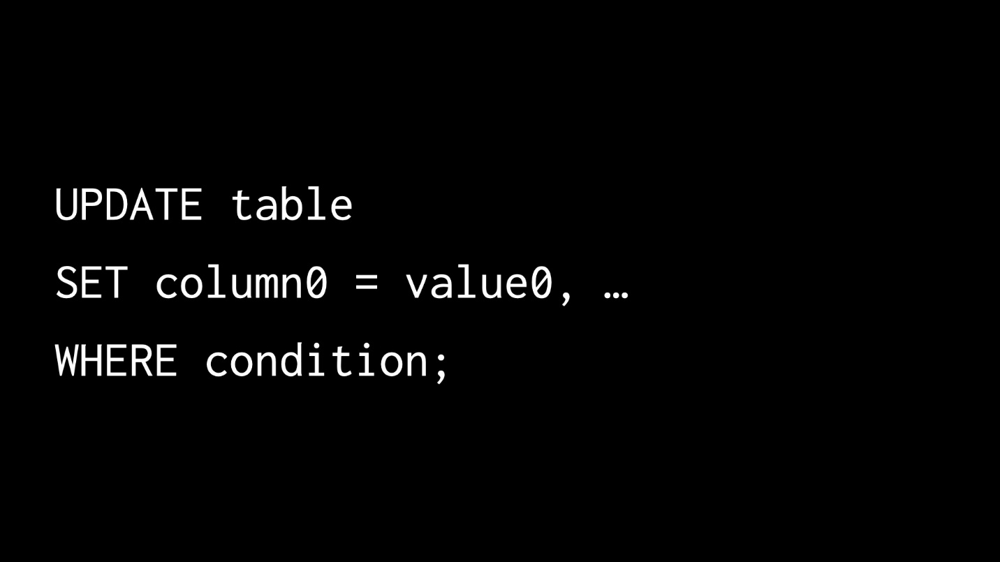 UPDATE table
SET column0 = value0, …
WHERE condition;